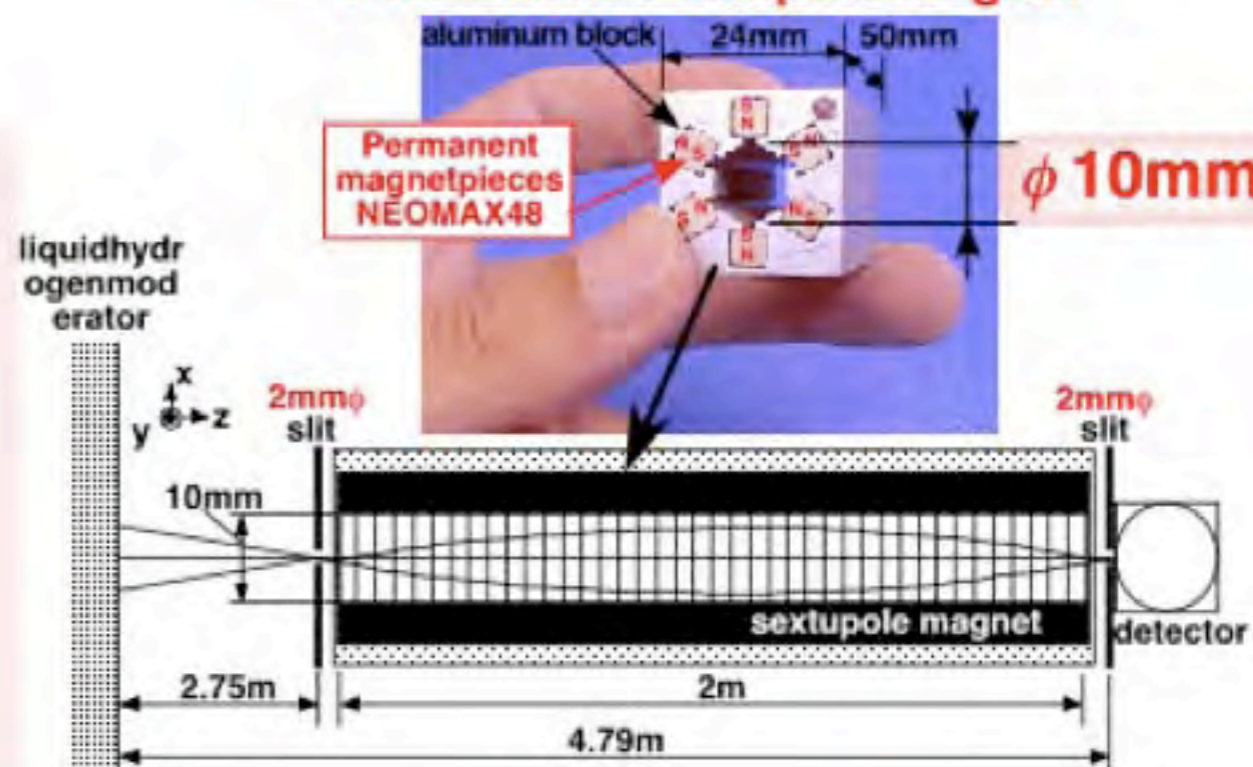 aluminum block
24mm
50mm
Permanent
magnetpieces
NEOMAX48
ϕ 10mm
S
N
N
S
N
S
S
N
N
S
S
N
liquidhydr
ogenmod
erator
x
y
z
2mmϕ
slit
2mmϕ
slit
10mm
sextupole magnet
detector
2.75m
2m
4.79m